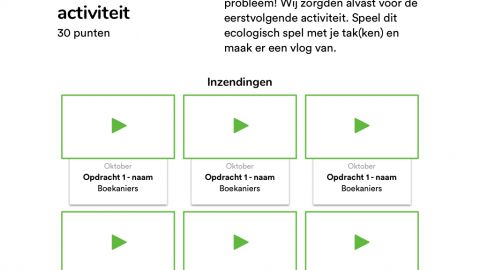 activiteit
30 punten
probleem! Wij zorgden alvast voor de
eerstvolgende activiteit. Speel dit
ecologisch spel met je tak(ken) en
maak er een vlog van.
Inzendingen
Oktober
Opdracht 1 - naam
Boekaniers
Oktober
Opdracht 1 - naam
Boekaniers
Oktober
Opdracht 1 - naam
Boekaniers